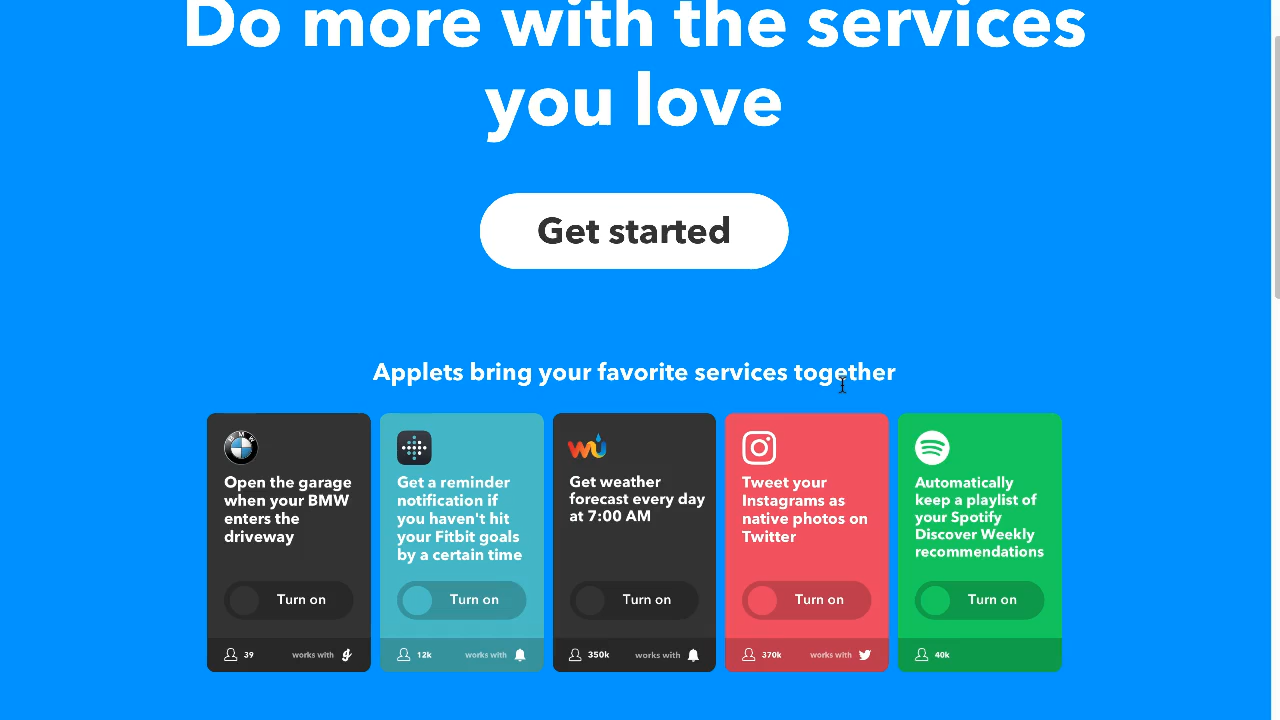 Do more with the services
you love
Get started
Applets bring your favorite services together
Open the garage
when your BMW
enters the
driveway
Turn on
39
works with
Get a reminder
notification if
you haven't hit
your Fitbit goals
by a certain time
Turn on
12k
works with
Get weather
forecast every day
at 7:00 AM
Turn on
350k
works with
Tweet your
Instagrams as
native photos on
Twitter
Turn on
370k
works with
Automatically
keep a playlist of
your Spotify
Discover Weekly
recommendations
Turn on
40k